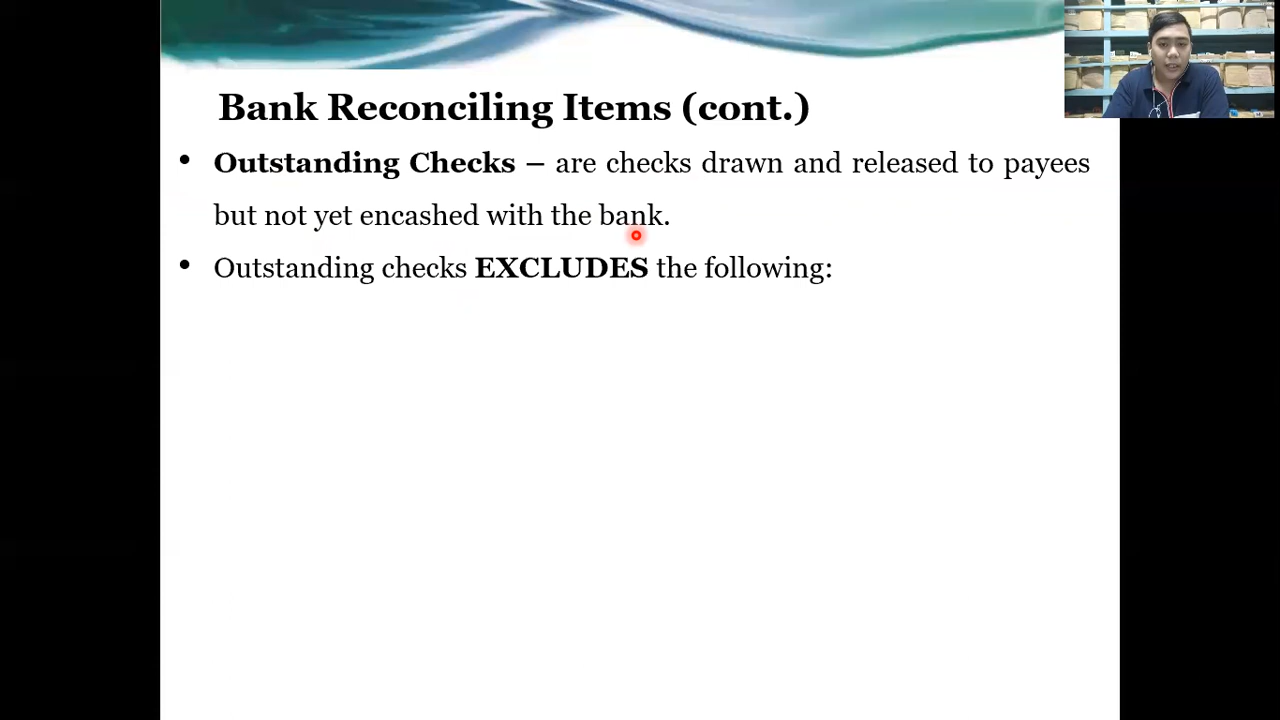 Bank Reconciling Items (cont.)
• Outstanding Checks – are checks drawn and released to payees
but not yet encashed with the bank.
• Outstanding checks EXCLUDES the following: